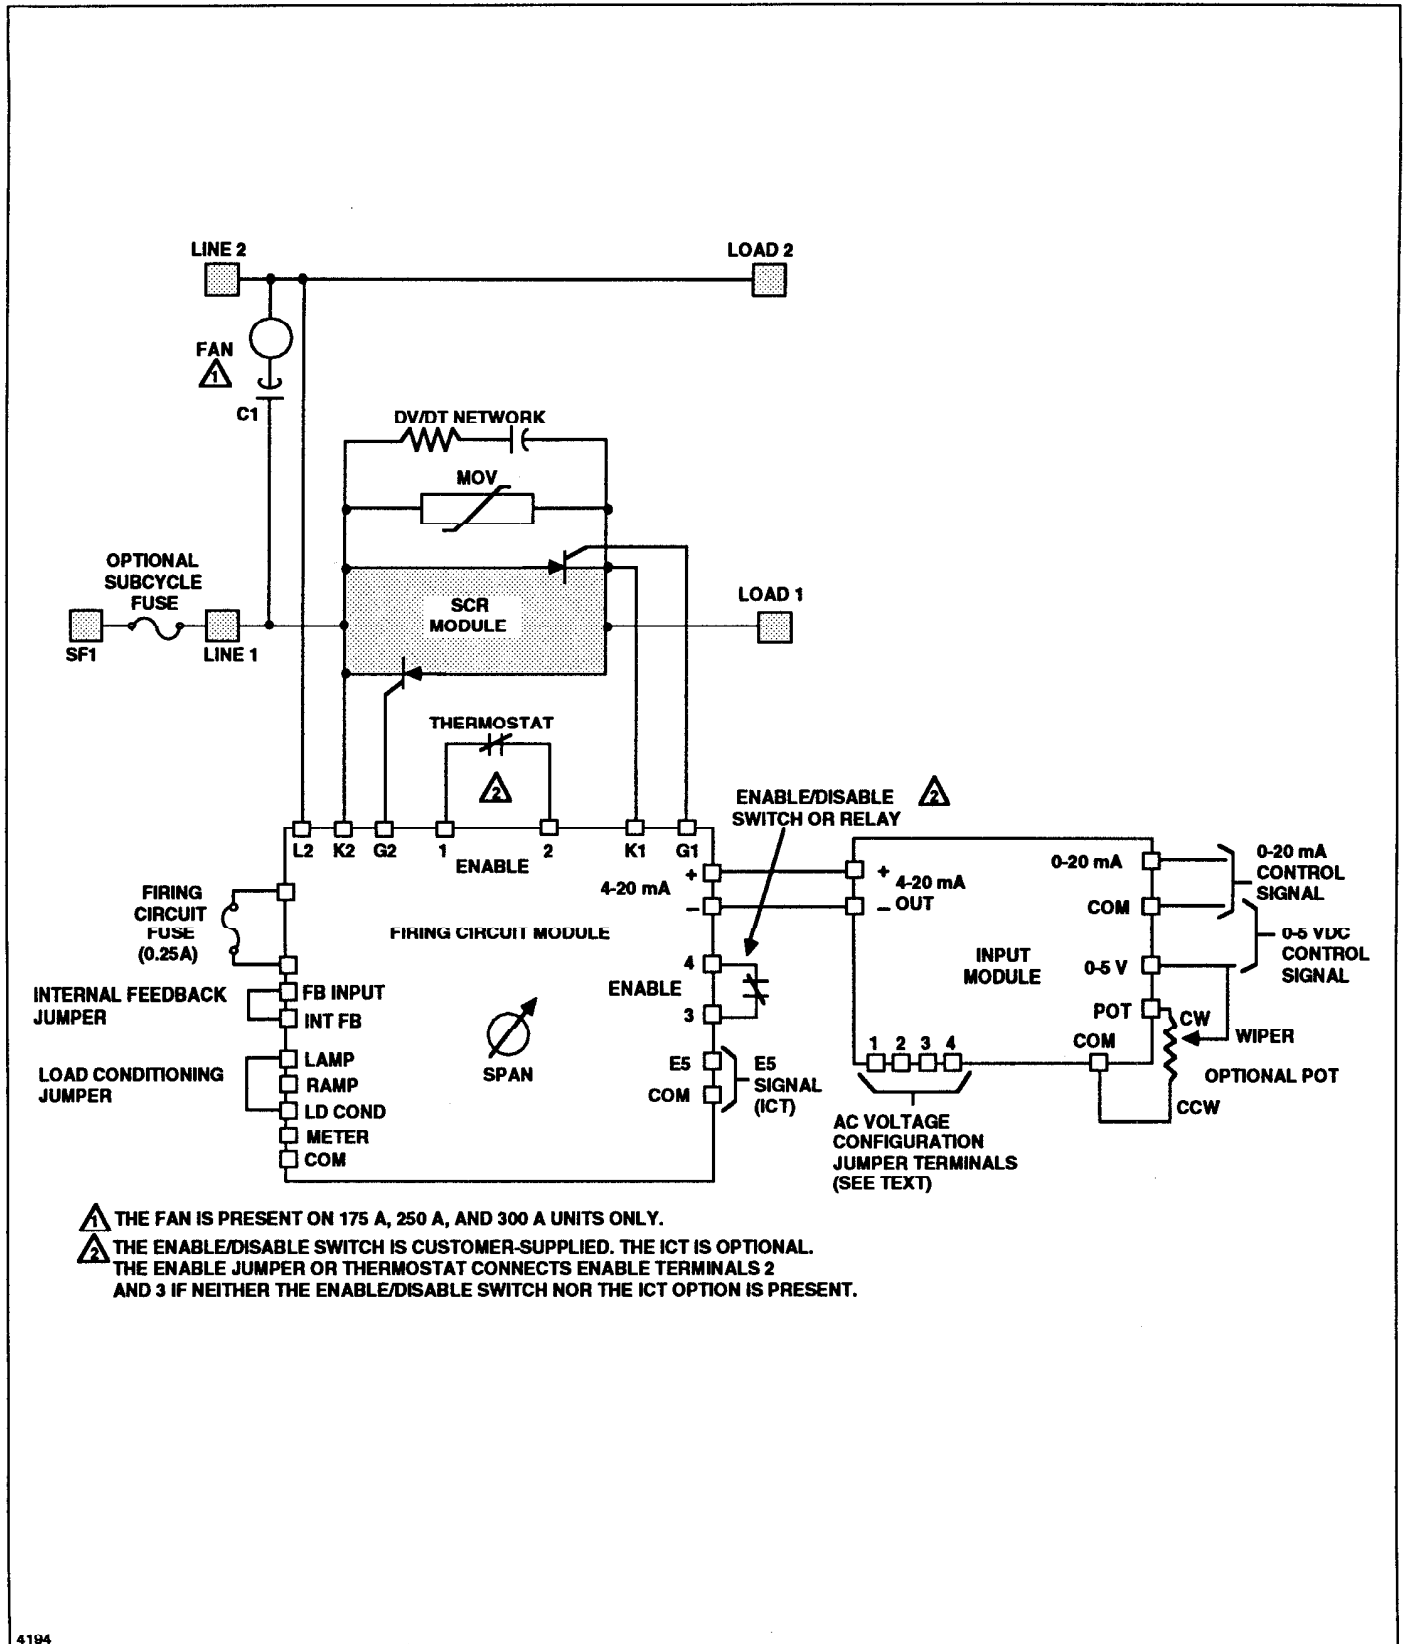 LINE 2
LOAD 2
FAN
1
C1
DV/DT NETWORK
MOV
OPTIONAL
SUBCYCLE
FUSE
SCR
MODULE
LOAD 1
SF1
LINE 1
THERMOSTAT
2
ENABLE/DISABLE
SWITCH OR RELAY
2
L2 K2 G2 1 2 K1 G1
ENABLE
+
4-20 mA
–
FIRING CIRCUIT MODULE
FIRING
CIRCUIT
FUSE
(0.25A)
INTERNAL FEEDBACK
JUMPER
FB INPUT
INT FB
LOAD CONDITIONING
JUMPER
LAMP
RAMP
LD COND
METER
COM
SPAN
4
ENABLE
3
E5
COM
E5
SIGNAL
(ICT)
+
4-20 mA
– OUT
INPUT
MODULE
0-20 mA
COM
0-5 V
POT
COM
1 2 3 4
0-20 mA
CONTROL
SIGNAL
0-5 VDC
CONTROL
SIGNAL
CW
WIPER
OPTIONAL POT
CCW
AC VOLTAGE
CONFIGURATION
JUMPER TERMINALS
(SEE TEXT)
1 THE FAN IS PRESENT ON 175 A, 250 A, AND 300 A UNITS ONLY.
2 THE ENABLE/DISABLE SWITCH IS CUSTOMER-SUPPLIED. THE ICT IS OPTIONAL.
THE ENABLE JUMPER OR THERMOSTAT CONNECTS ENABLE TERMINALS 2
AND 3 IF NEITHER THE ENABLE/DISABLE SWITCH NOR THE ICT OPTION IS PRESENT.
4194